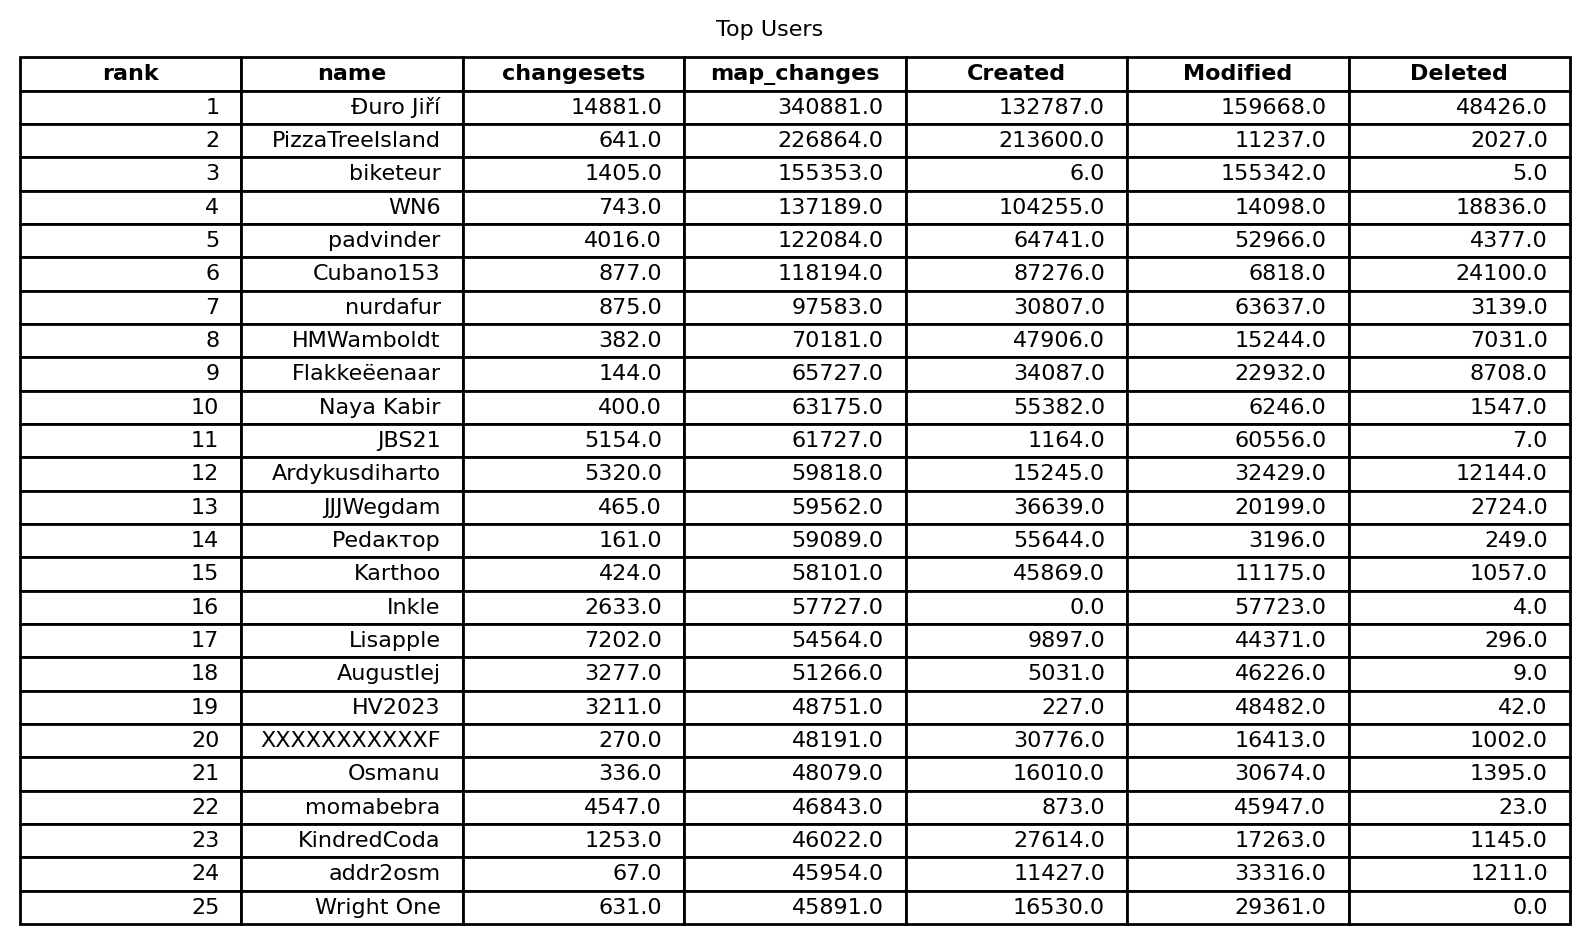 Top Users
rank name changesets map_changes Created Modified Deleted
1 Đuro Jiří 14881.0 340881.0 132787.0 159668.0 48426.0
2 PizzaTreeIsland 641.0 226864.0 213600.0 11237.0 2027.0
3 biketeur 1405.0 155353.0 6.0 155342.0 5.0
4 WN6 743.0 137189.0 104255.0 14098.0 18836.0
5 padvinder 4016.0 122084.0 64741.0 52966.0 4377.0
6 Cubano153 877.0 118194.0 87276.0 6818.0 24100.0
7 nurdafur 875.0 97583.0 30807.0 63637.0 3139.0
8 HMWamboldt 382.0 70181.0 47906.0 15244.0 7031.0
9 Flakkeëenaar 144.0 65727.0 34087.0 22932.0 8708.0
10 Naya Kabir 400.0 63175.0 55382.0 6246.0 1547.0
11 JBS21 5154.0 61727.0 1164.0 60556.0 7.0
12 Ardykusdiharto 5320.0 59818.0 15245.0 32429.0 12144.0
13 JJJWegdam 465.0 59562.0 36639.0 20199.0 2724.0
14 Редактор 161.0 59089.0 55644.0 3196.0 249.0
15 Karthoo 424.0 58101.0 45869.0 11175.0 1057.0
16 Inkle 2633.0 57727.0 0.0 57723.0 4.0
17 Lisapple 7202.0 54564.0 9897.0 44371.0 296.0
18 Augustlej 3277.0 51266.0 5031.0 46226.0 9.0
19 HV2023 3211.0 48751.0 227.0 48482.0 42.0
20 XXXXXXXXXXXF 270.0 48191.0 30776.0 16413.0 1002.0
21 Osmanu 336.0 48079.0 16010.0 30674.0 1395.0
22 momabebra 4547.0 46843.0 873.0 45947.0 23.0
23 KindredCoda 1253.0 46022.0 27614.0 17263.0 1145.0
24 addr2osm 67.0 45954.0 11427.0 33316.0 1211.0
25 Wright One 631.0 45891.0 16530.0 29361.0 0.0